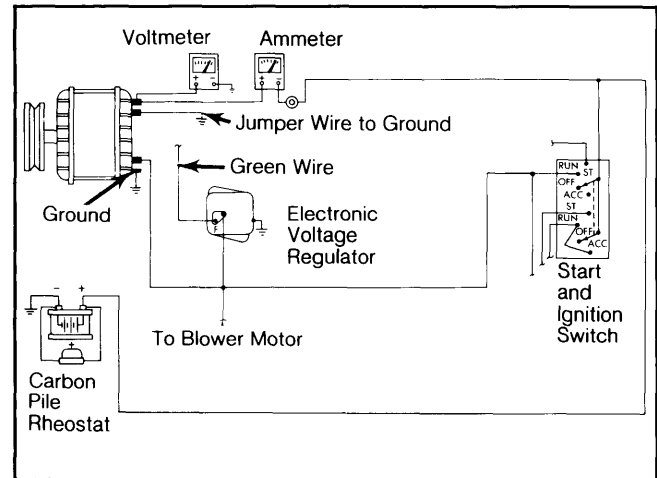 Voltmeter
Ammeter
+ -
+ -
Jumper Wire to Ground
Green Wire
Ground
F
Electronic
Voltage
Regulator
RUN ST
OFF
ACC
ST
RUN
OFF
ACC
Start
and
Ignition
Switch
- +
+
To Blower Motor
Carbon
Pile
Rheostat